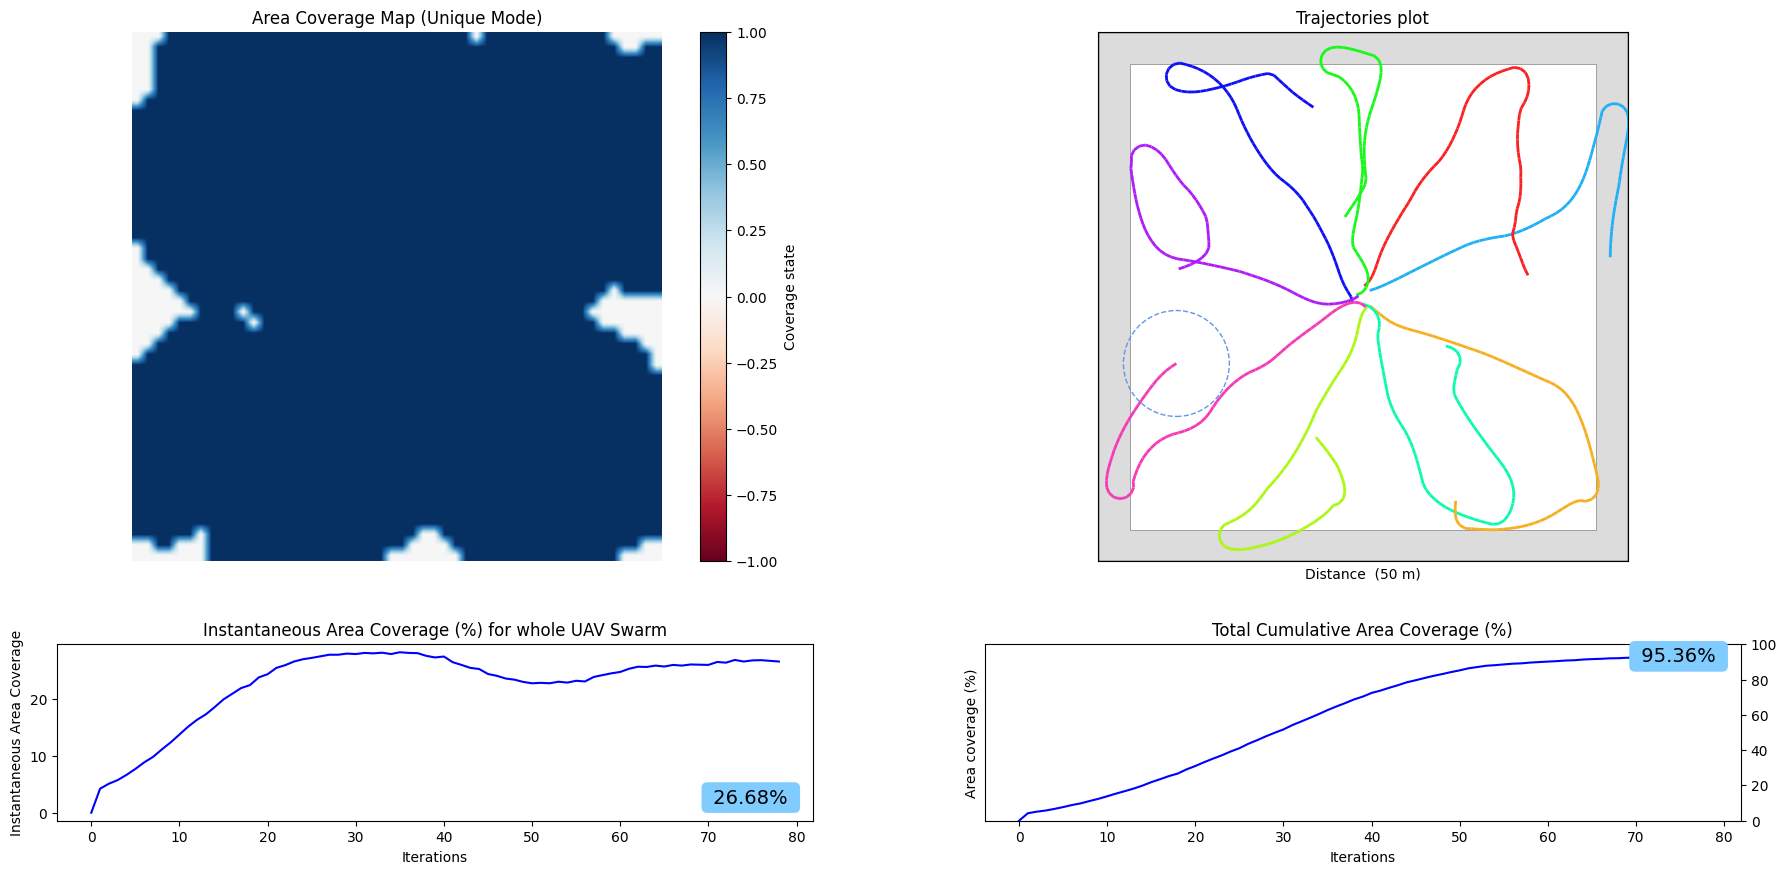 Area Coverage Map (Unique Mode)
1.00
0.75
0.50
0.25
0.00
−0.25
−0.50
−0.75
−1.00
Coverage state
Trajectories plot
Distance  (50 m)
Instantaneous Area Coverage (%) for whole UAV Swarm
Instantaneous Area Coverage
20
10
0
26.68%
0 10 20 30 40 50 60 70 80
Iterations
Total Cumulative Area Coverage (%)
Area coverage (%)
95.36%
100
80
60
40
20
0
0 10 20 30 40 50 60 70 80
Iterations